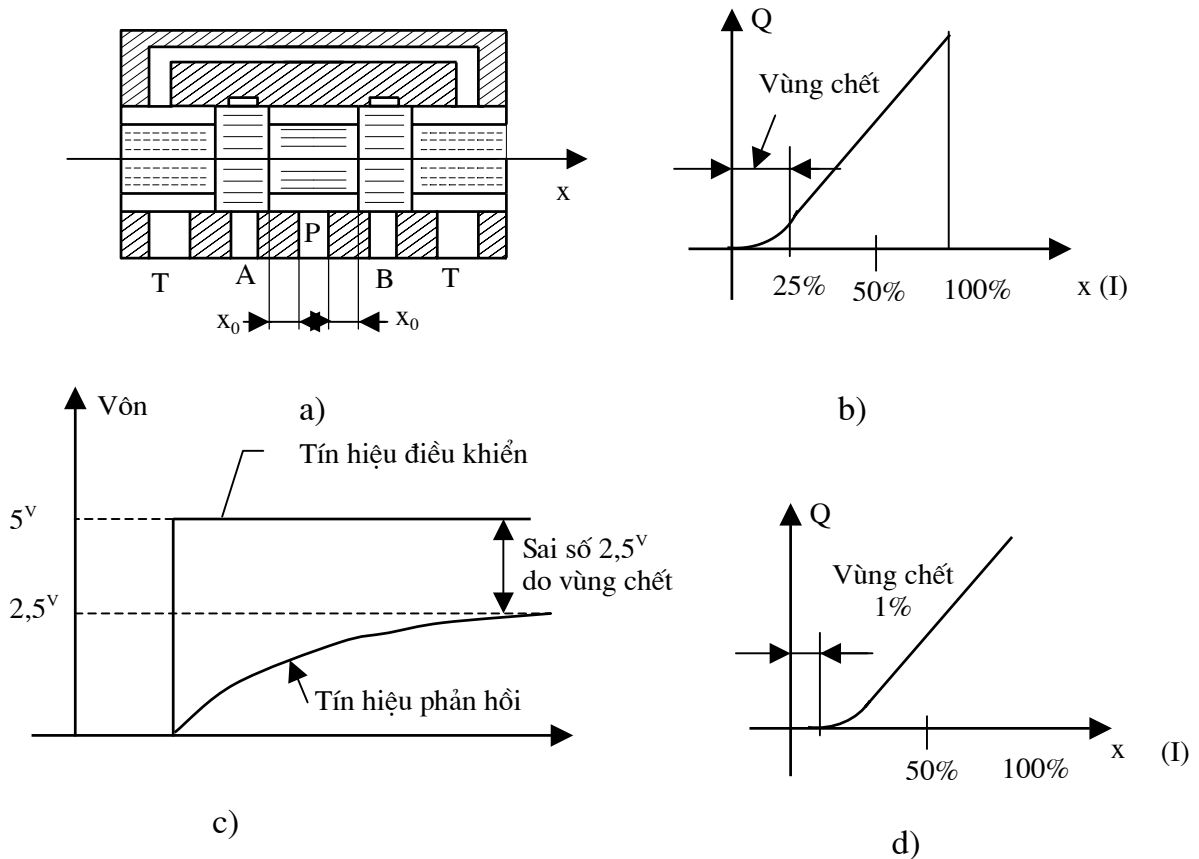 x
P
T
A
B
T
x₀
x₀
a)
Q
Vùng chết
25%
50%
100%
x (I)
b)
Vôn
Tín hiệu điều khiển
5ⱽ
Sai số 2,5ⱽ
do vùng chết
2,5ⱽ
Tín hiệu phản hồi
c)
Q
Vùng chết
1%
50%
100%
x
(I)
d)